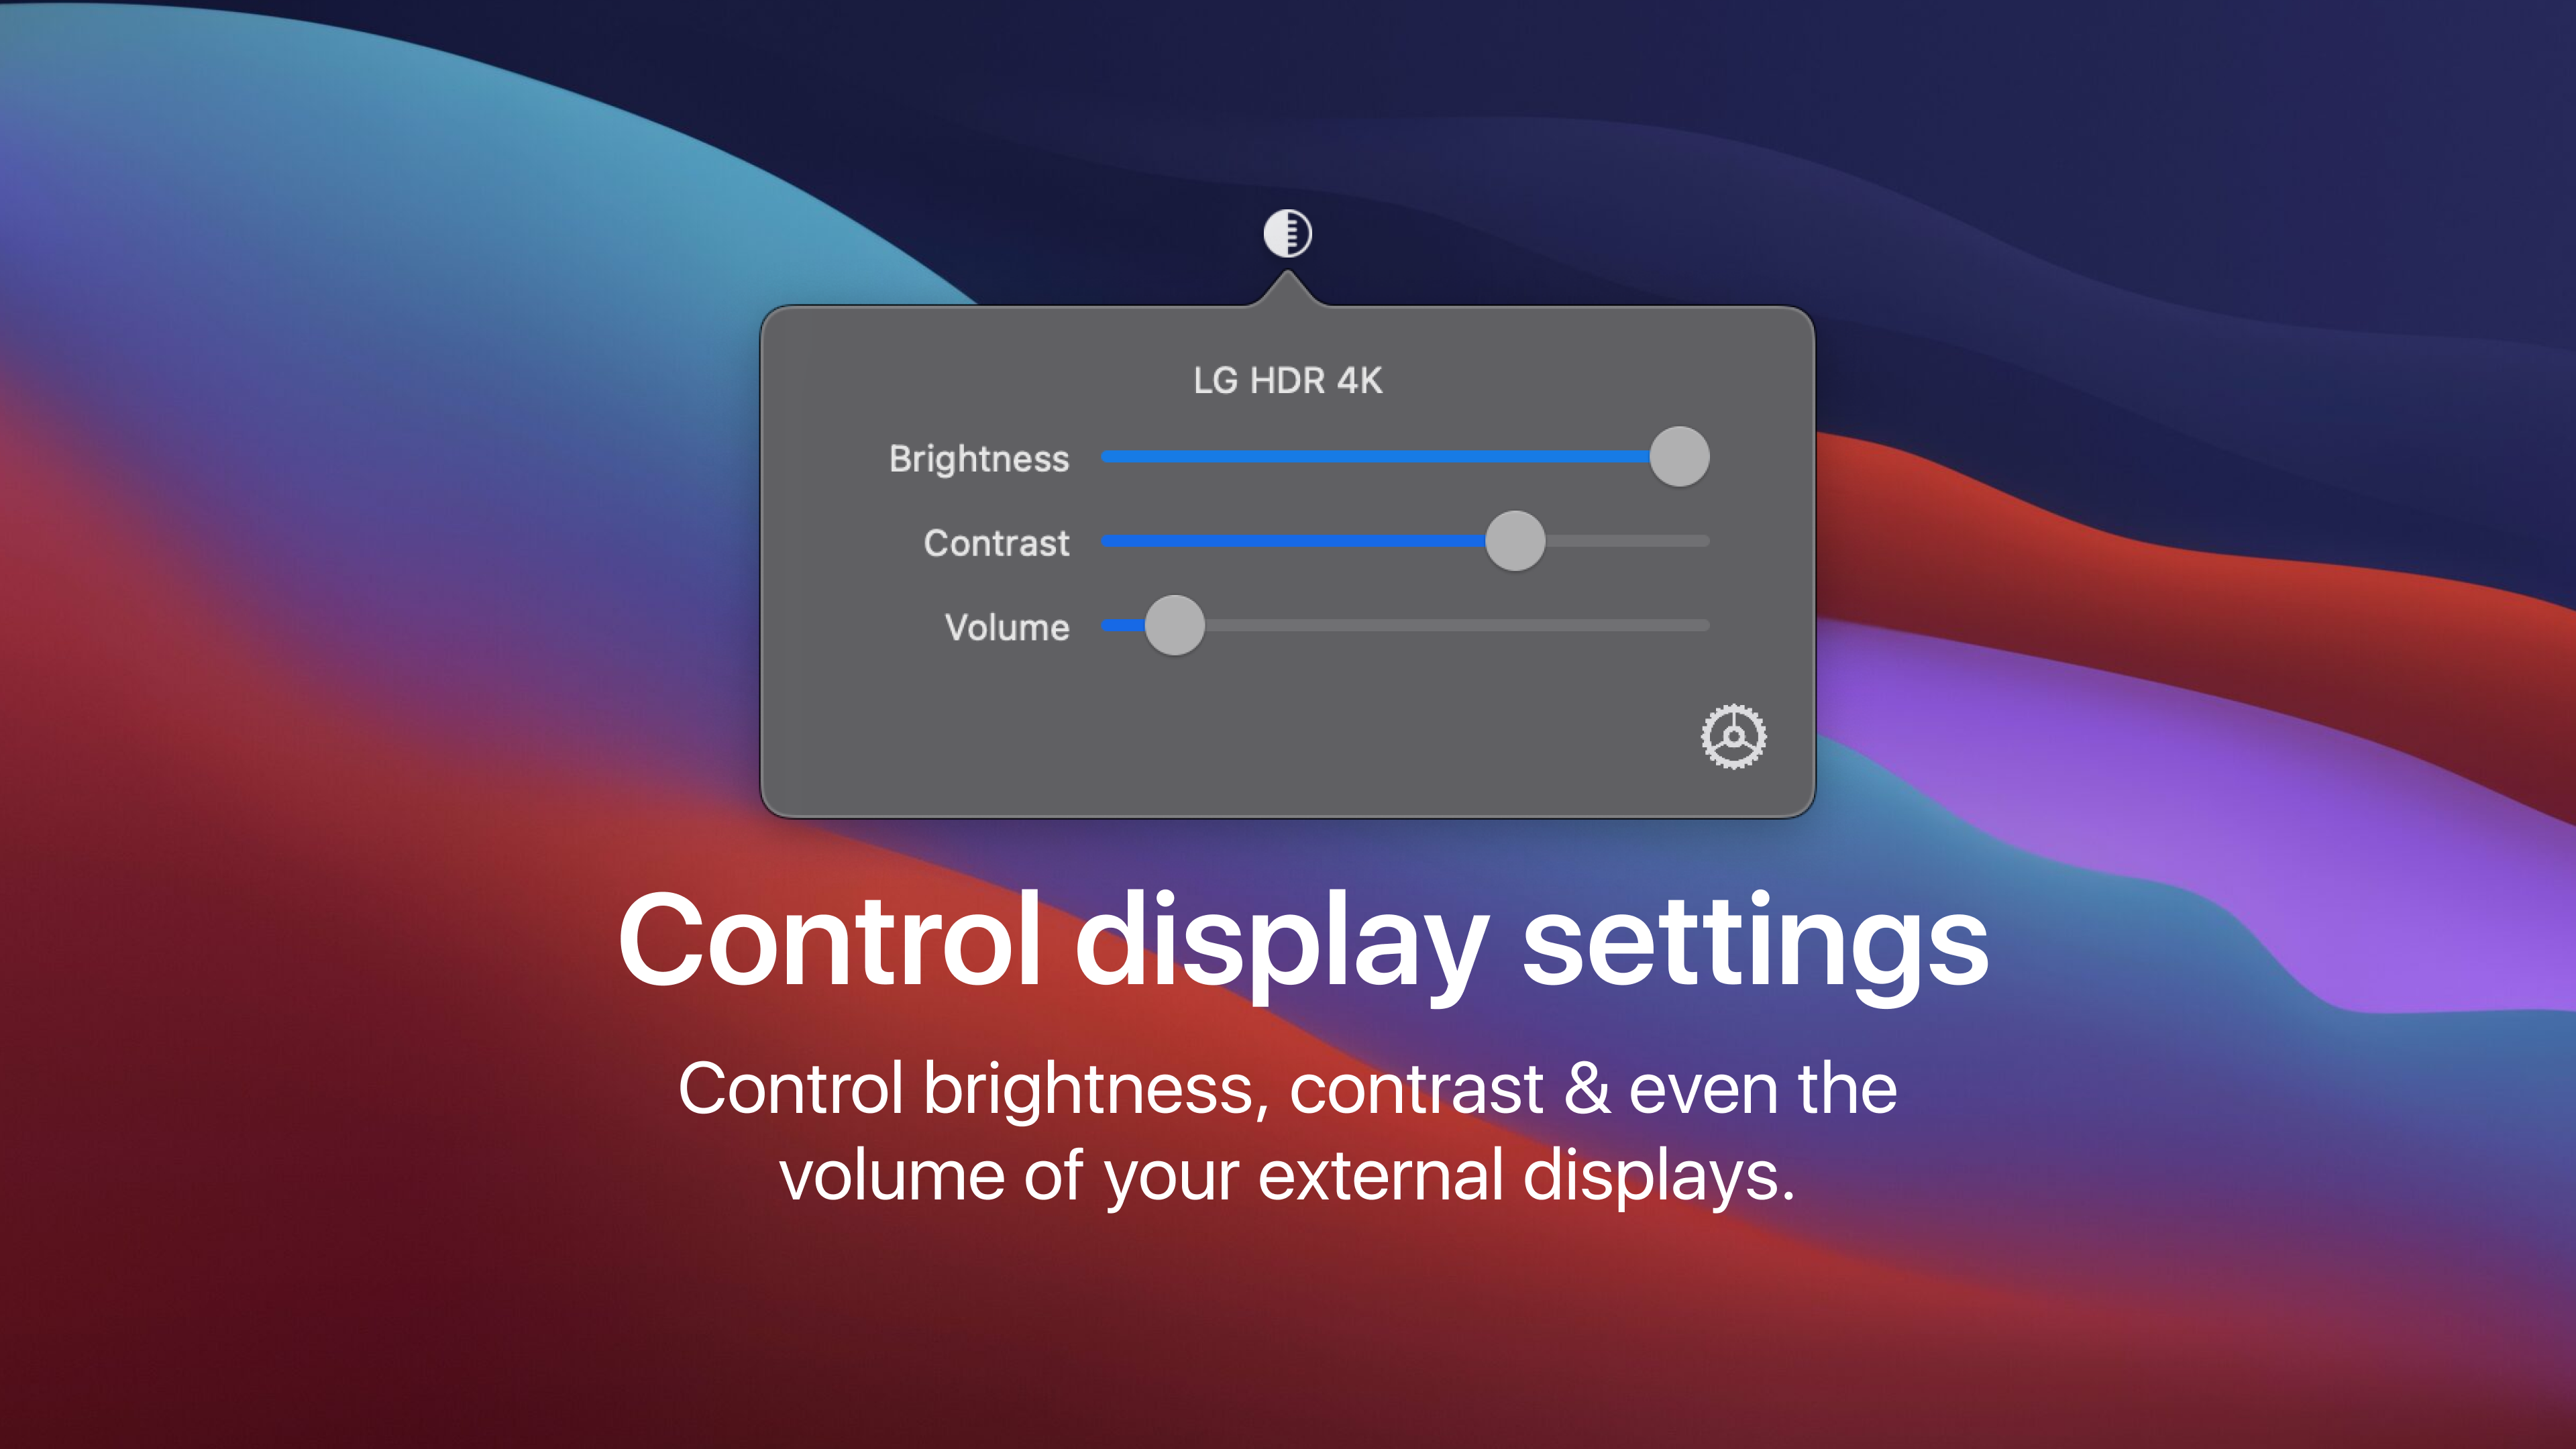 LG HDR 4K
Brightness
Contrast
Volume
Control display settings
Control brightness, contrast & even the
volume of your external displays.